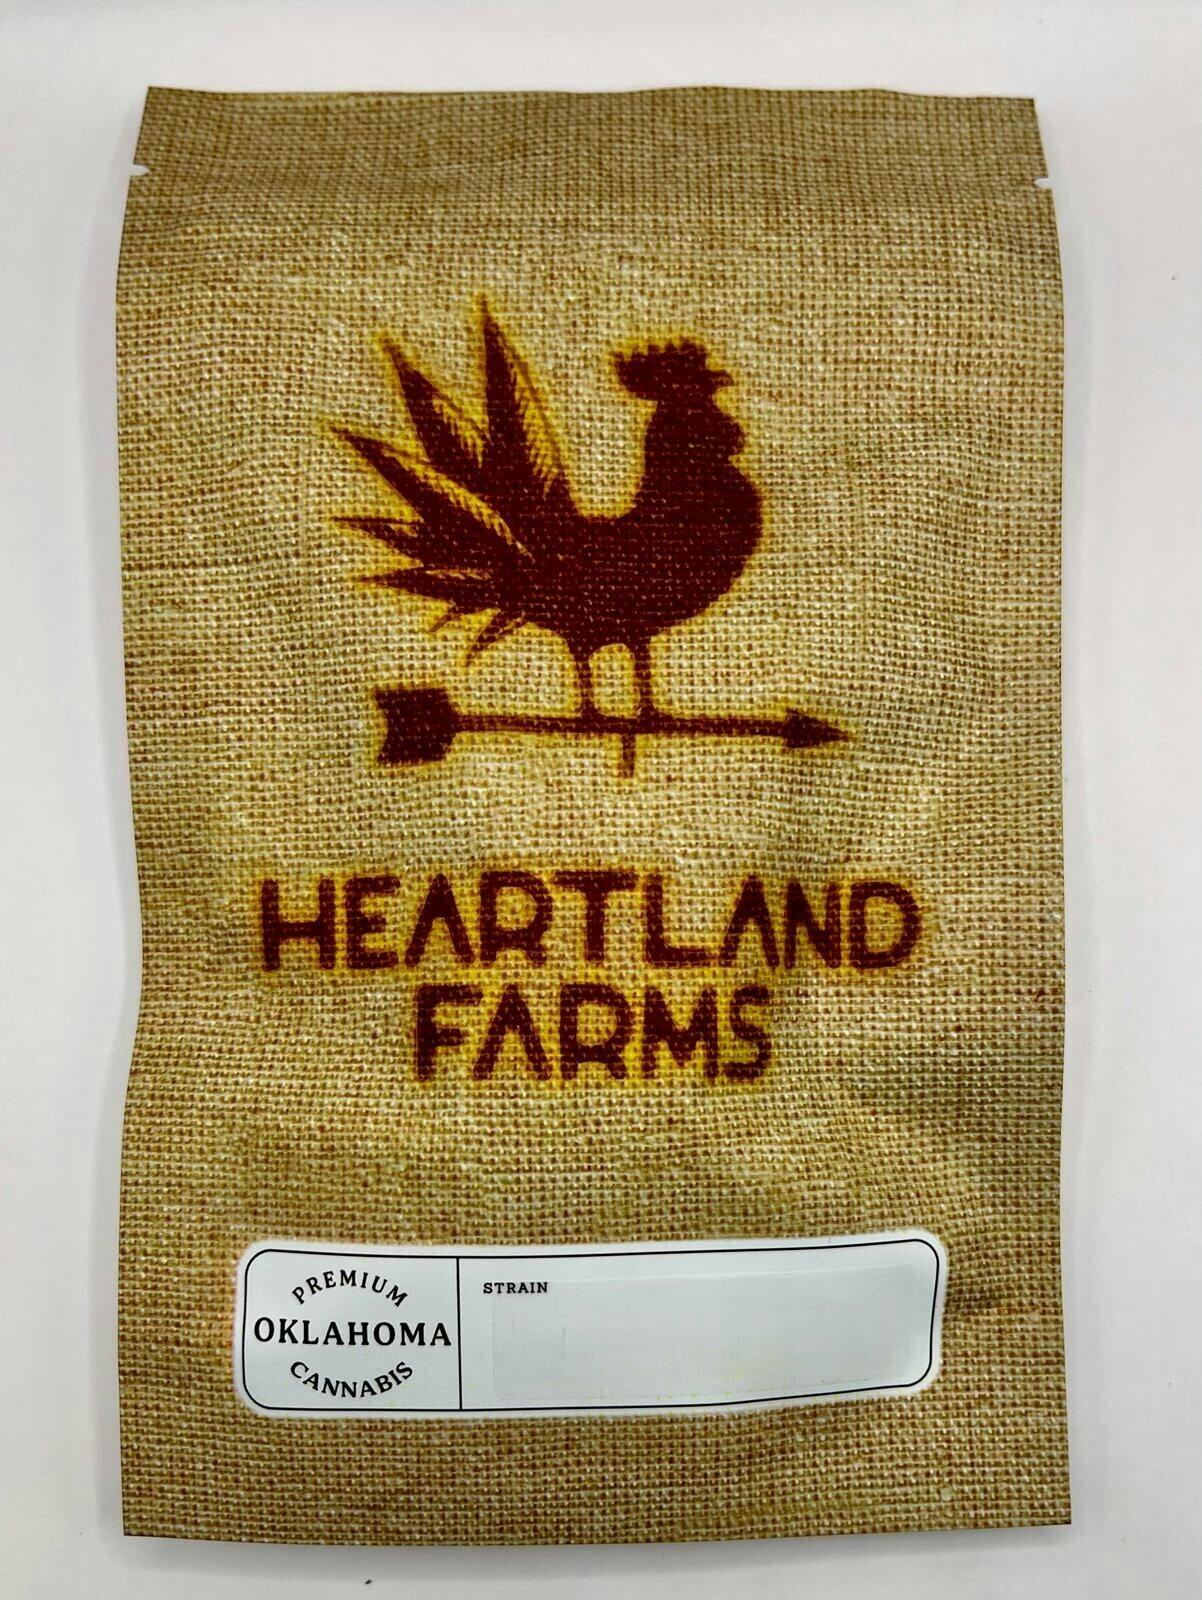 HEARTLAND
FARMS
PREMIUM
OKLAHOMA
CANNABIS
STRAIN